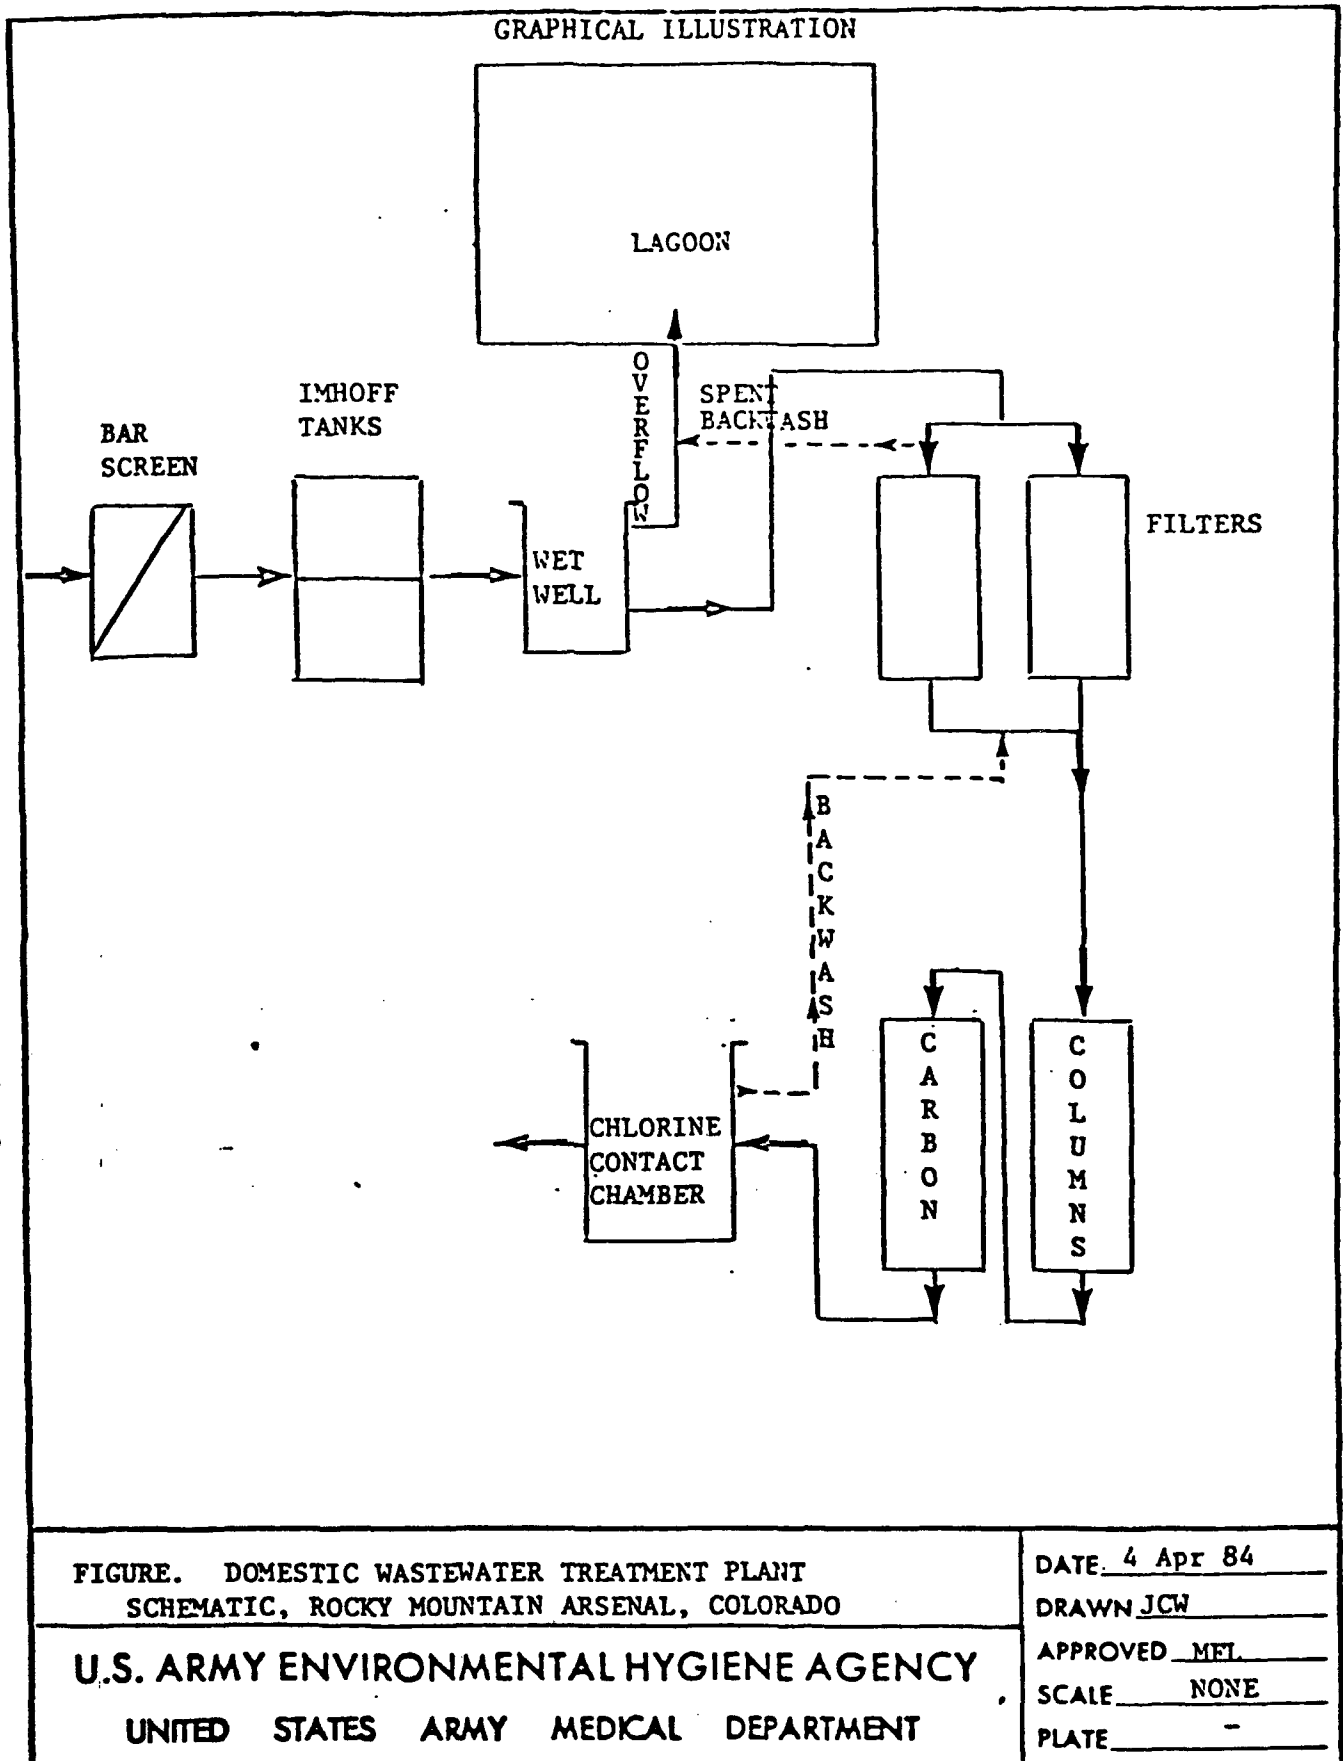 GRAPHICAL ILLUSTRATION
LAGOON
OVERFLOW
SPENT
BACKWASH
IMHOFF
TANKS
BAR
SCREEN
WET
WELL
FILTERS
BACKWASH
CARBON
COLUMNS
CHLORINE
CONTACT
CHAMBER
FIGURE. DOMESTIC WASTEWATER TREATMENT PLANT
SCHEMATIC, ROCKY MOUNTAIN ARSENAL, COLORADO
U.S. ARMY ENVIRONMENTAL HYGIENE AGENCY
UNITED STATES ARMY MEDICAL DEPARTMENT
DATE: 4 Apr 84
DRAWN JCW
APPROVED MFL
SCALE NONE
PLATE -